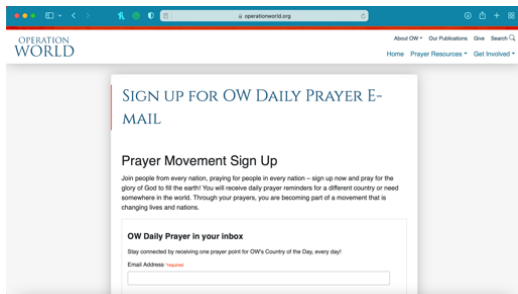 operationworld.org
OPERATION
WORLD
About OW Our Publications Give Search
Home Prayer Resources Get Involved
SIGN UP FOR OW DAILY PRAYER E-
MAIL
Prayer Movement Sign Up
Join people from every nation, praying for people in every nation – sign up now and pray for the
glory of God to fill the earth! You will receive daily prayer reminders for a different country or need
somewhere in the world. Through your prayers, you are becoming part of a movement that is
changing lives and nations.
OW Daily Prayer in your inbox
Stay connected by receiving one prayer point for OW's Country of the Day, every day!
Email Address *required